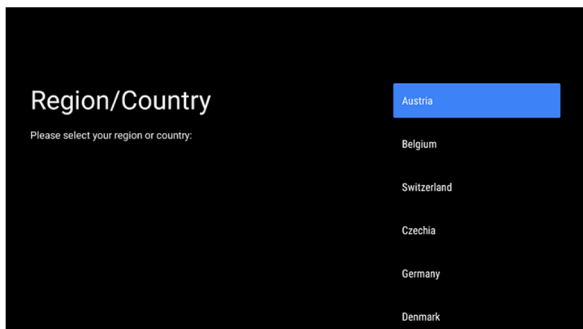 Region/Country
Please select your region or country:
Austria
Belgium
Switzerland
Czechia
Germany
Denmark